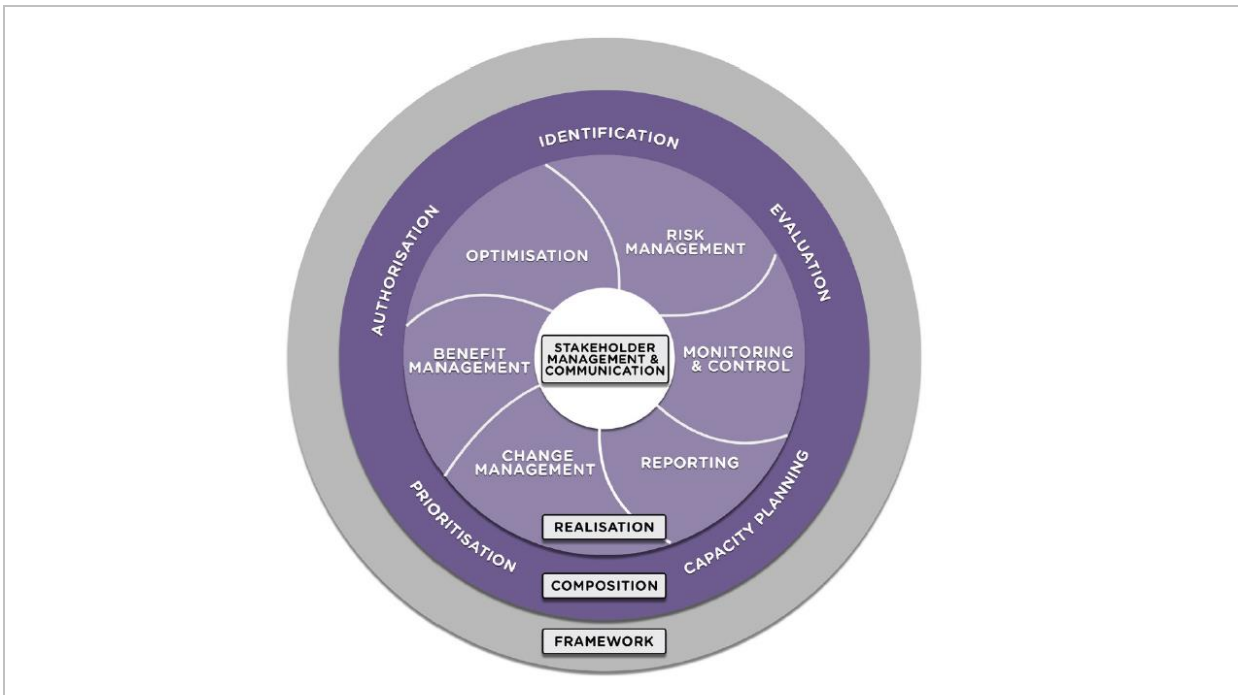 IDENTIFICATION
AUTHORISATION
EVALUATION
RISK
MANAGEMENT
OPTIMISATION
STAKEHOLDER
MANAGEMENT &
COMMUNICATION
BENEFIT
MANAGEMENT
MONITORING
& CONTROL
CHANGE
MANAGEMENT
REPORTING
PRIORITISATION
CAPACITY PLANNING
REALISATION
COMPOSITION
FRAMEWORK